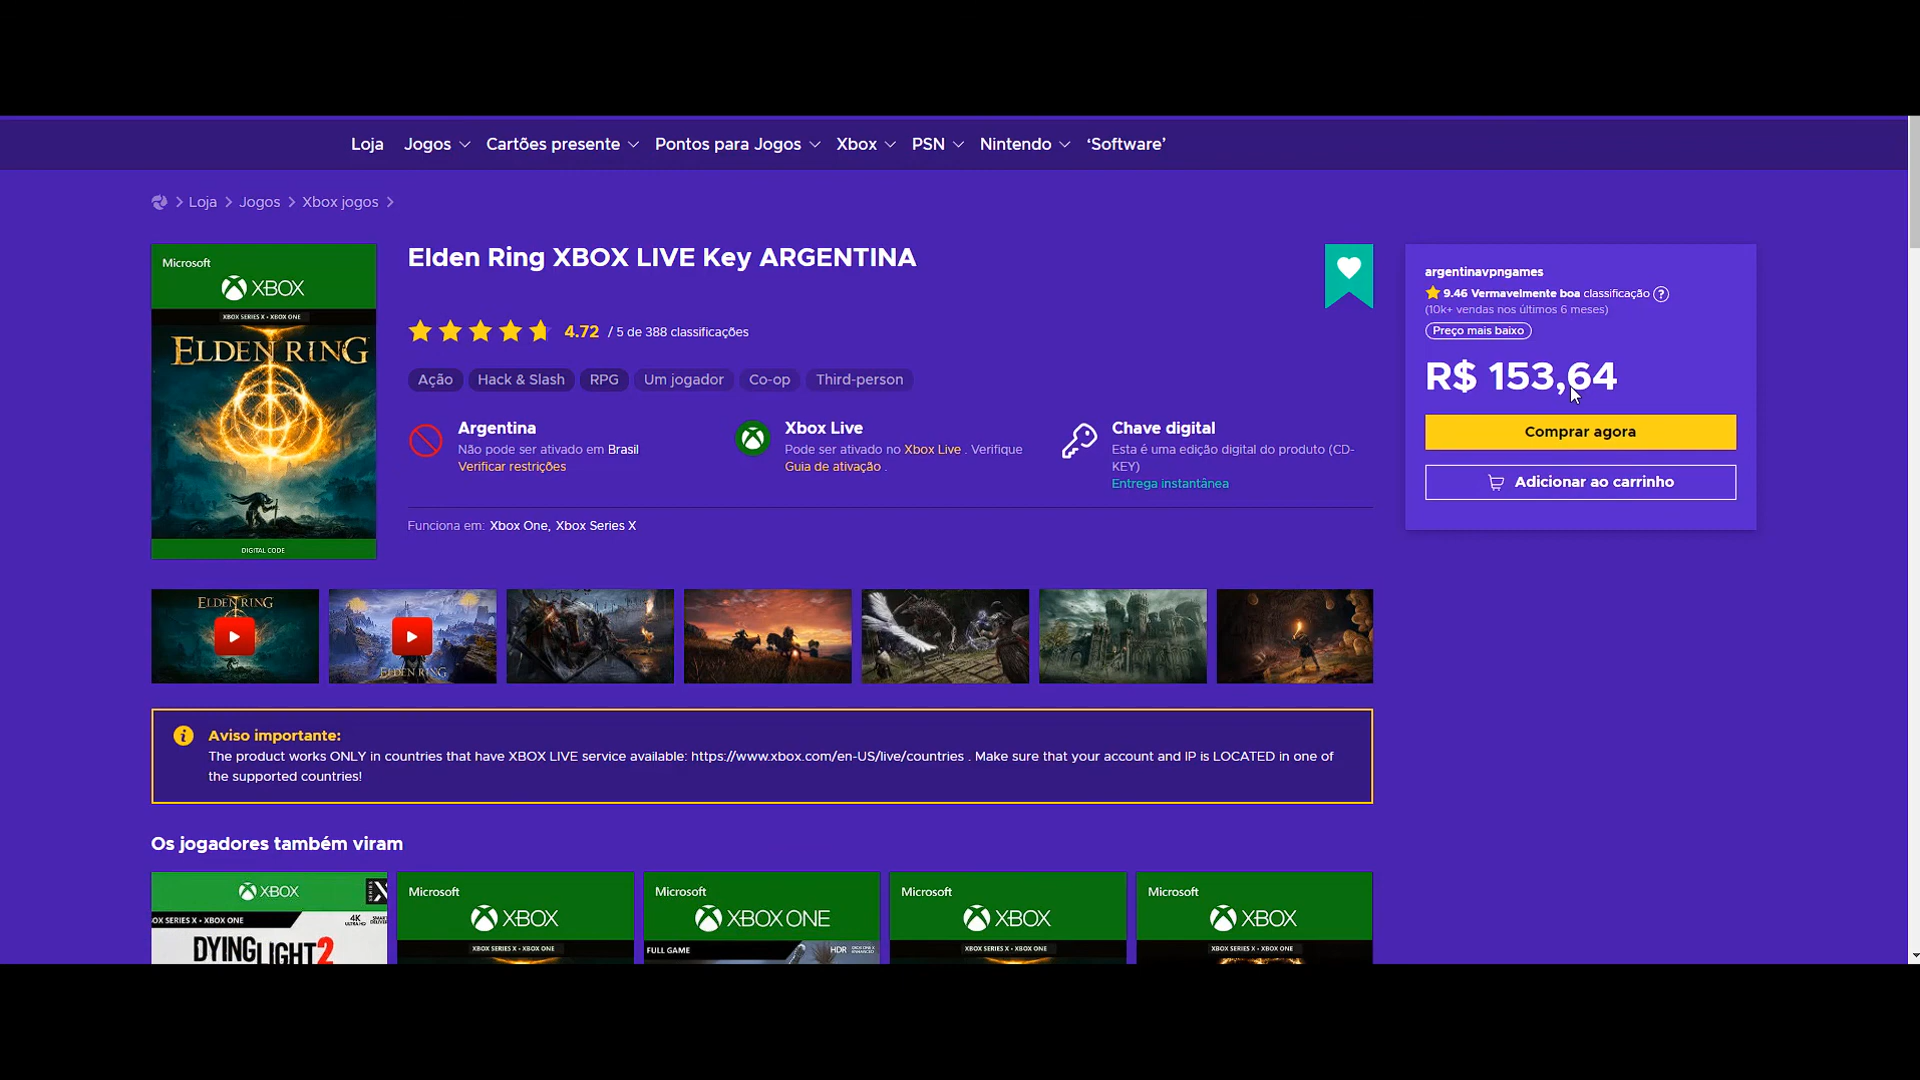 Loja Jogos Cartões presente Pontos para Jogos Xbox PSN Nintendo ‘Software’
Loja Jogos Xbox jogos
Microsoft
XBOX
XBOX SERIES X • XBOX ONE
ELDEN RING
DIGITAL CODE
Elden Ring XBOX LIVE Key ARGENTINA
4.72 / 5 de 388 classificações
Ação Hack & Slash RPG Um jogador Co-op Third-person
Argentina
Não pode ser ativado em Brasil
Verificar restrições
Xbox Live
Pode ser ativado no Xbox Live . Verifique
Guia de ativação .
Chave digital
Esta é uma edição digital do produto (CD-
KEY)
Entrega instantânea
Funciona em: Xbox One, Xbox Series X
argentinavpngames
9.46 Vermavelmente boa classificação ?
(10k+ vendas nos últimos 6 meses)
Preço mais baixo
R$ 153,64
Comprar agora
Adicionar ao carrinho
ELDEN RING
ELDEN RING
Aviso importante:
The product works ONLY in countries that have XBOX LIVE service available: https://www.xbox.com/en-US/live/countries . Make sure that your account and IP is LOCATED in one of
the supported countries!
Os jogadores também viram
XBOX
SERIES X
XBOX SERIES X • XBOX ONE
4K
DYING LIGHT 2
Microsoft
XBOX
XBOX SERIES X • XBOX ONE
Microsoft
XBOX ONE
FULL GAME
HDR
Microsoft
XBOX
XBOX SERIES X • XBOX ONE
Microsoft
XBOX
XBOX SERIES X • XBOX ONE